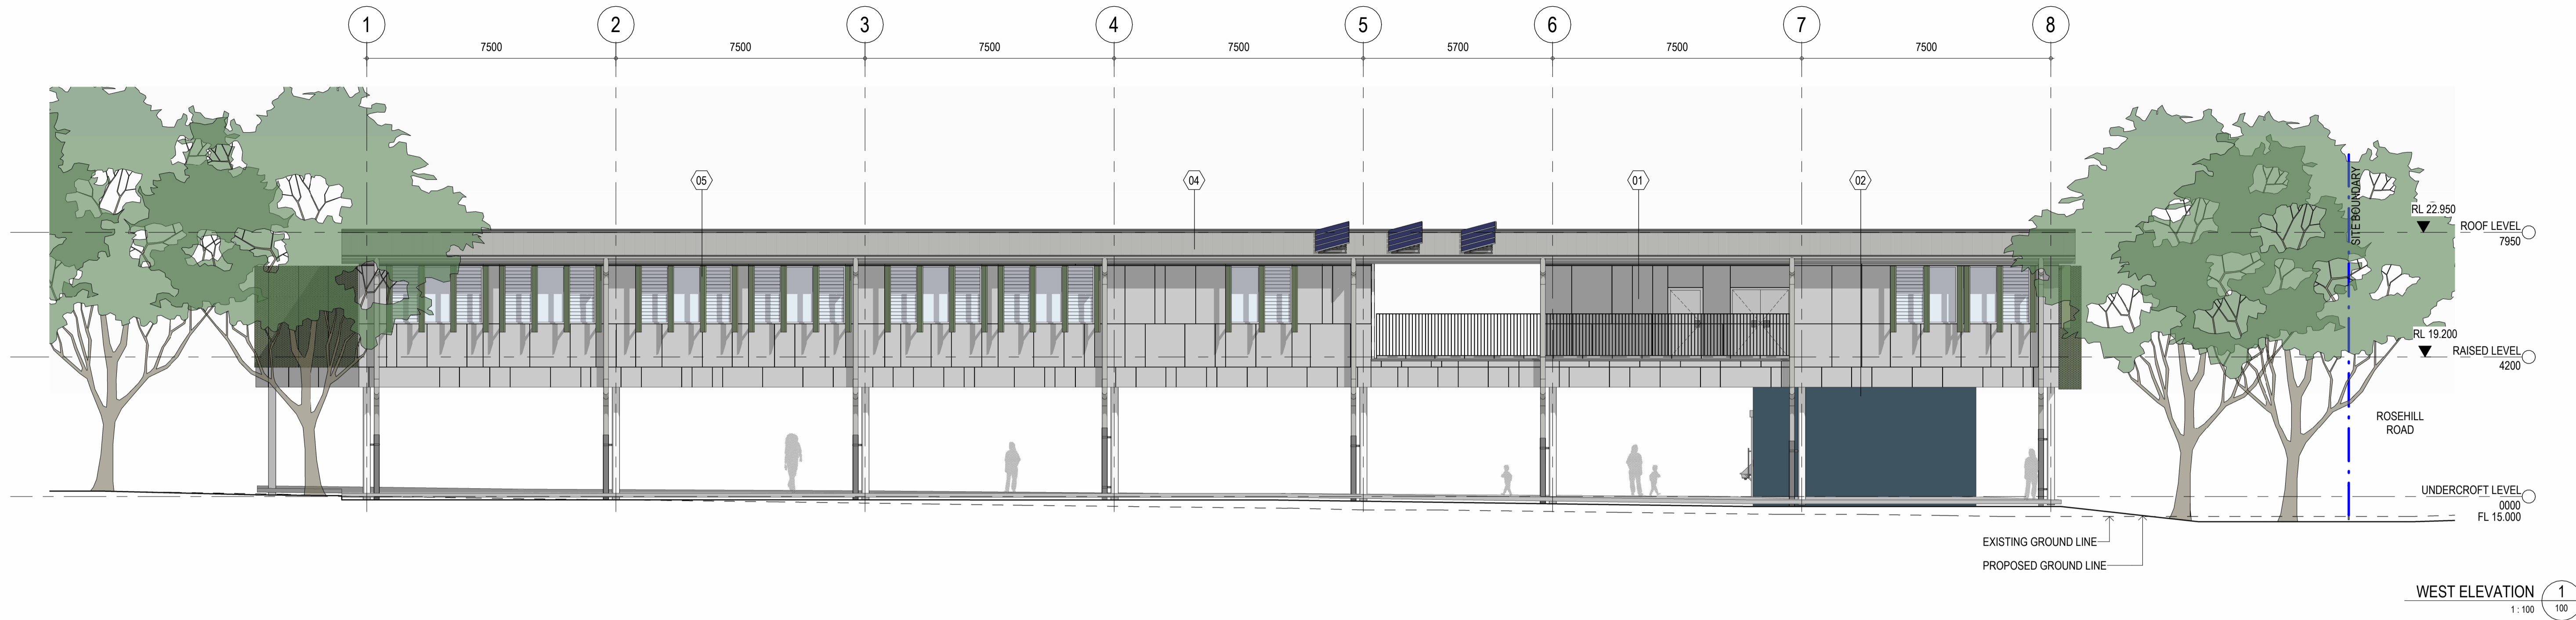 1 2 3 4 5 6 7 8
7500 7500 7500 7500 5700 7500 7500
05 04 01 02
SITE BOUNDARY
RL 22.950
ROOF LEVEL
7950
RL 19.200
RAISED LEVEL
4200
ROSEHILL
ROAD
UNDERCROFT LEVEL
0000
FL 15.000
EXISTING GROUND LINE
PROPOSED GROUND LINE
WEST ELEVATION 1
1 : 100 100